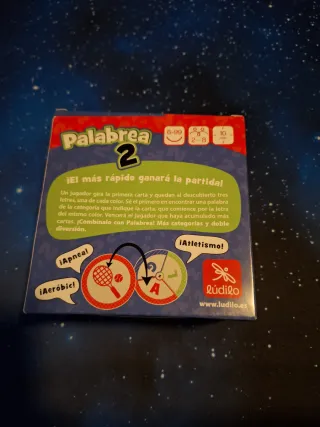 Palabrea
2
8-99
2-8
10
¡El más rápido ganará la partida!
Un jugador gira la primera carta y quedan al descubierto tres
letras, una de cada color. Sé el primero en encontrar una palabra
de la categoría que indique la carta, que comience por la letra
del mismo color. Vencerá el jugador que haya acumulado más
cartas. ¡Combínalo con Palabrea! Más categorías y doble
diversión.
¡Apnea!
¡Atletismo!
¡Aeróbic!
A
lúdilo
www.ludilo.es